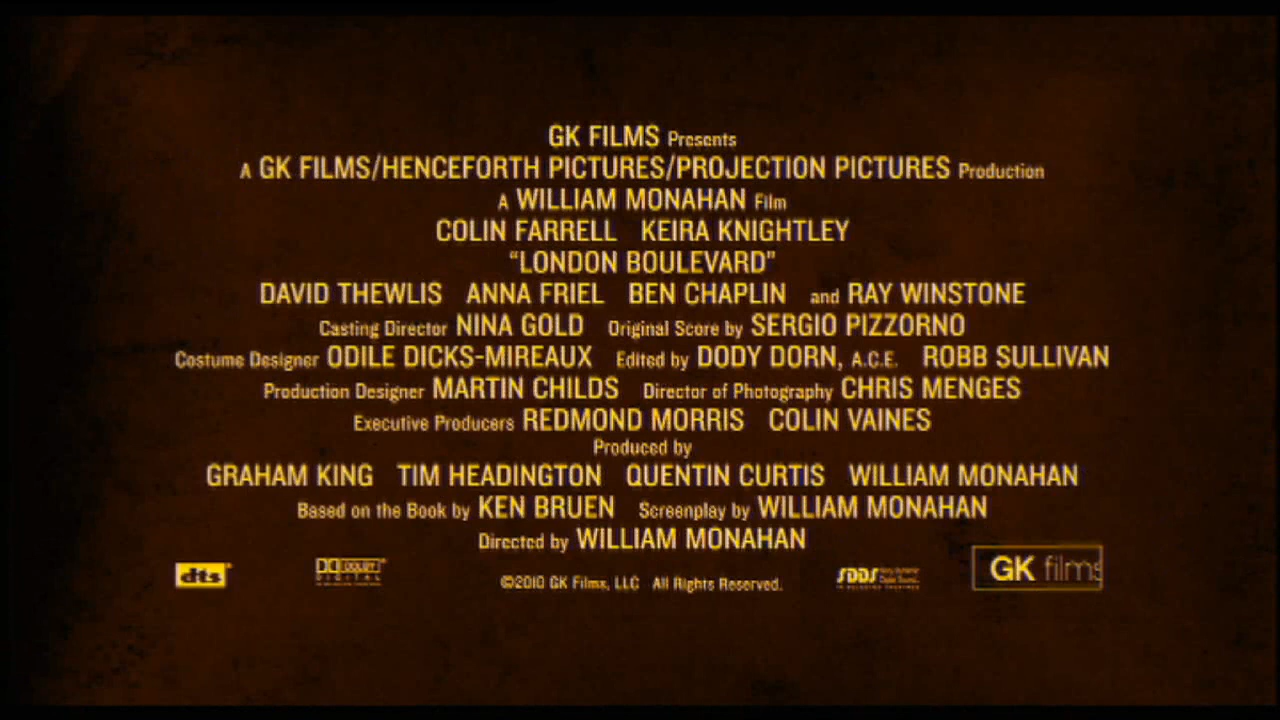 GK FILMS Presents
A GK FILMS/HENCEFORTH PICTURES/PROJECTION PICTURES Production
A WILLIAM MONAHAN Film
COLIN FARRELL KEIRA KNIGHTLEY
“LONDON BOULEVARD”
DAVID THEWLIS ANNA FRIEL BEN CHAPLIN and RAY WINSTONE
Casting Director NINA GOLD Original Score by SERGIO PIZZORNO
Costume Designer ODILE DICKS-MIREAUX Edited by DODY DORN, A.C.E. ROBB SULLIVAN
Production Designer MARTIN CHILDS Director of Photography CHRIS MENGES
Executive Producers REDMOND MORRIS COLIN VAINES
Produced by
GRAHAM KING TIM HEADINGTON QUENTIN CURTIS WILLIAM MONAHAN
Based on the Book by KEN BRUEN Screenplay by WILLIAM MONAHAN
Directed by WILLIAM MONAHAN
dts
DOLBY
DIGITAL
©2010 GK Films, LLC All Rights Reserved.
SDDS
GK films